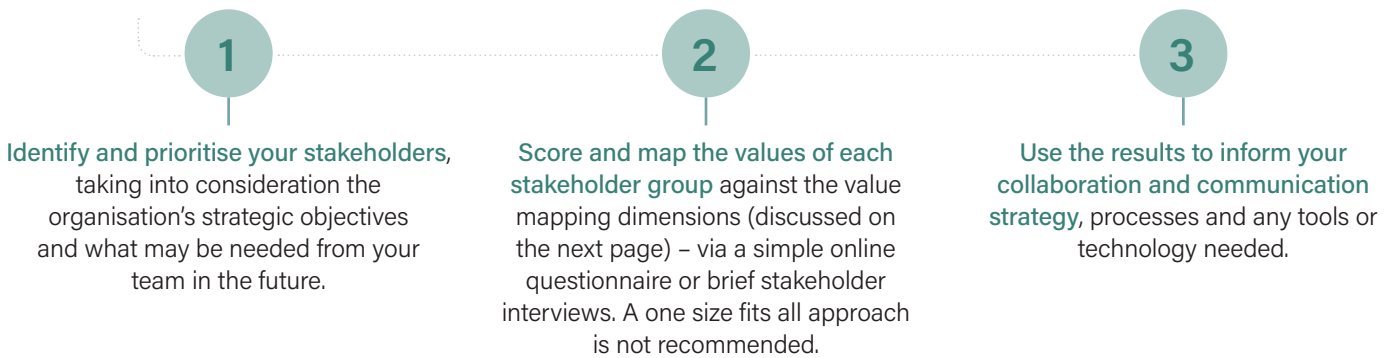 1
Identify and prioritise your stakeholders,
taking into consideration the
organisation's strategic objectives
and what may be needed from your
team in the future.
2
Score and map the values of each
stakeholder group against the value
mapping dimensions (discussed on
the next page) – via a simple online
questionnaire or brief stakeholder
interviews. A one size fits all approach
is not recommended.
3
Use the results to inform your
collaboration and communication
strategy, processes and any tools or
technology needed.